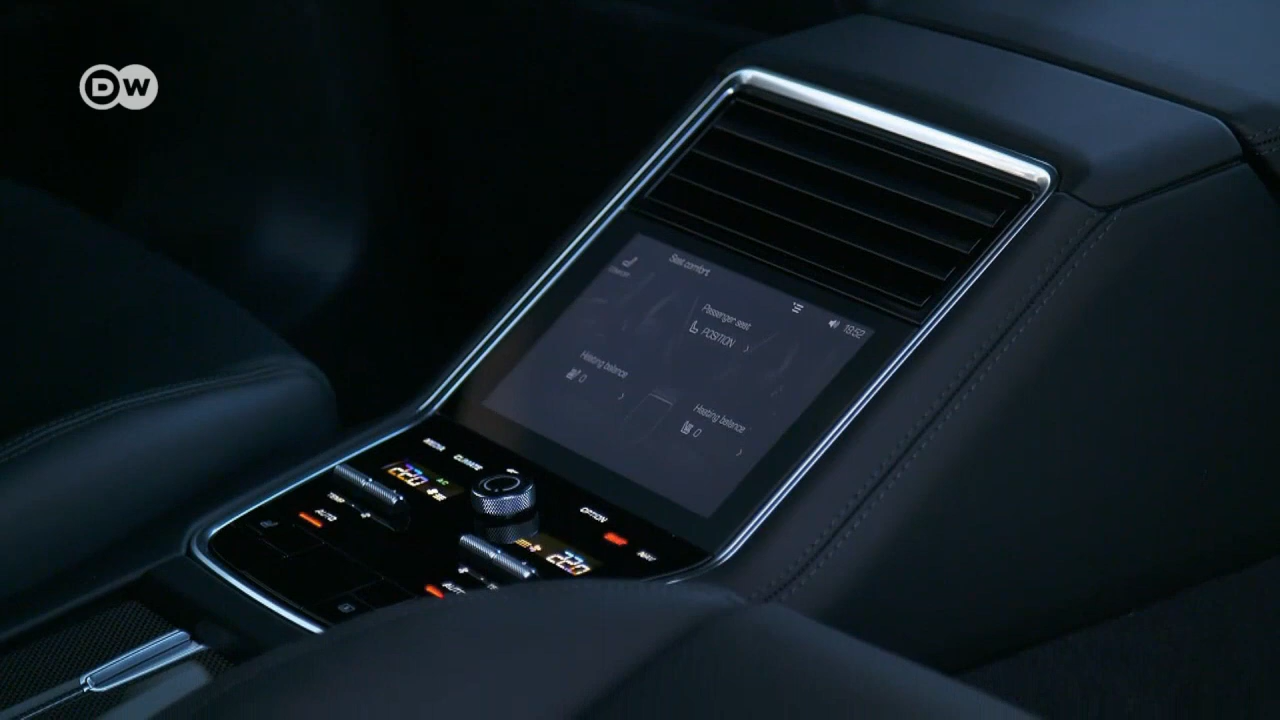 DW
Seat comfort
19:52
Passenger seat
POSITION
Heating balance
0
Heating balance
0
MEDIA
CLIMATE
22.0
AC
TEMP
AUTO
OPTION
22.0